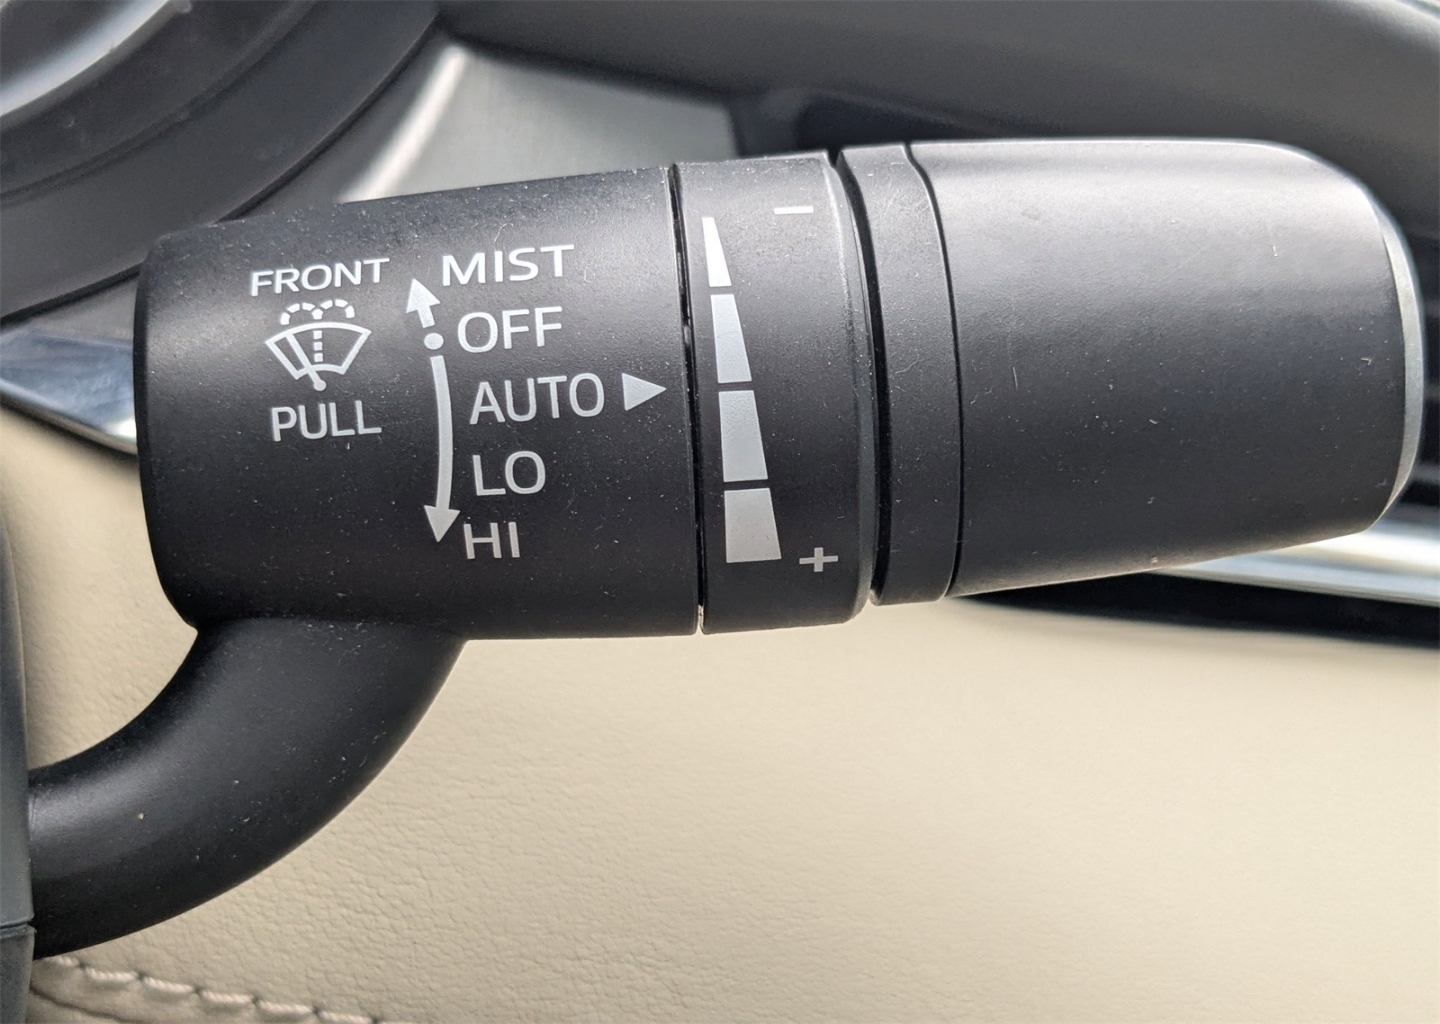 FRONT
PULL
MIST
OFF
AUTO
LO
HI
−
+